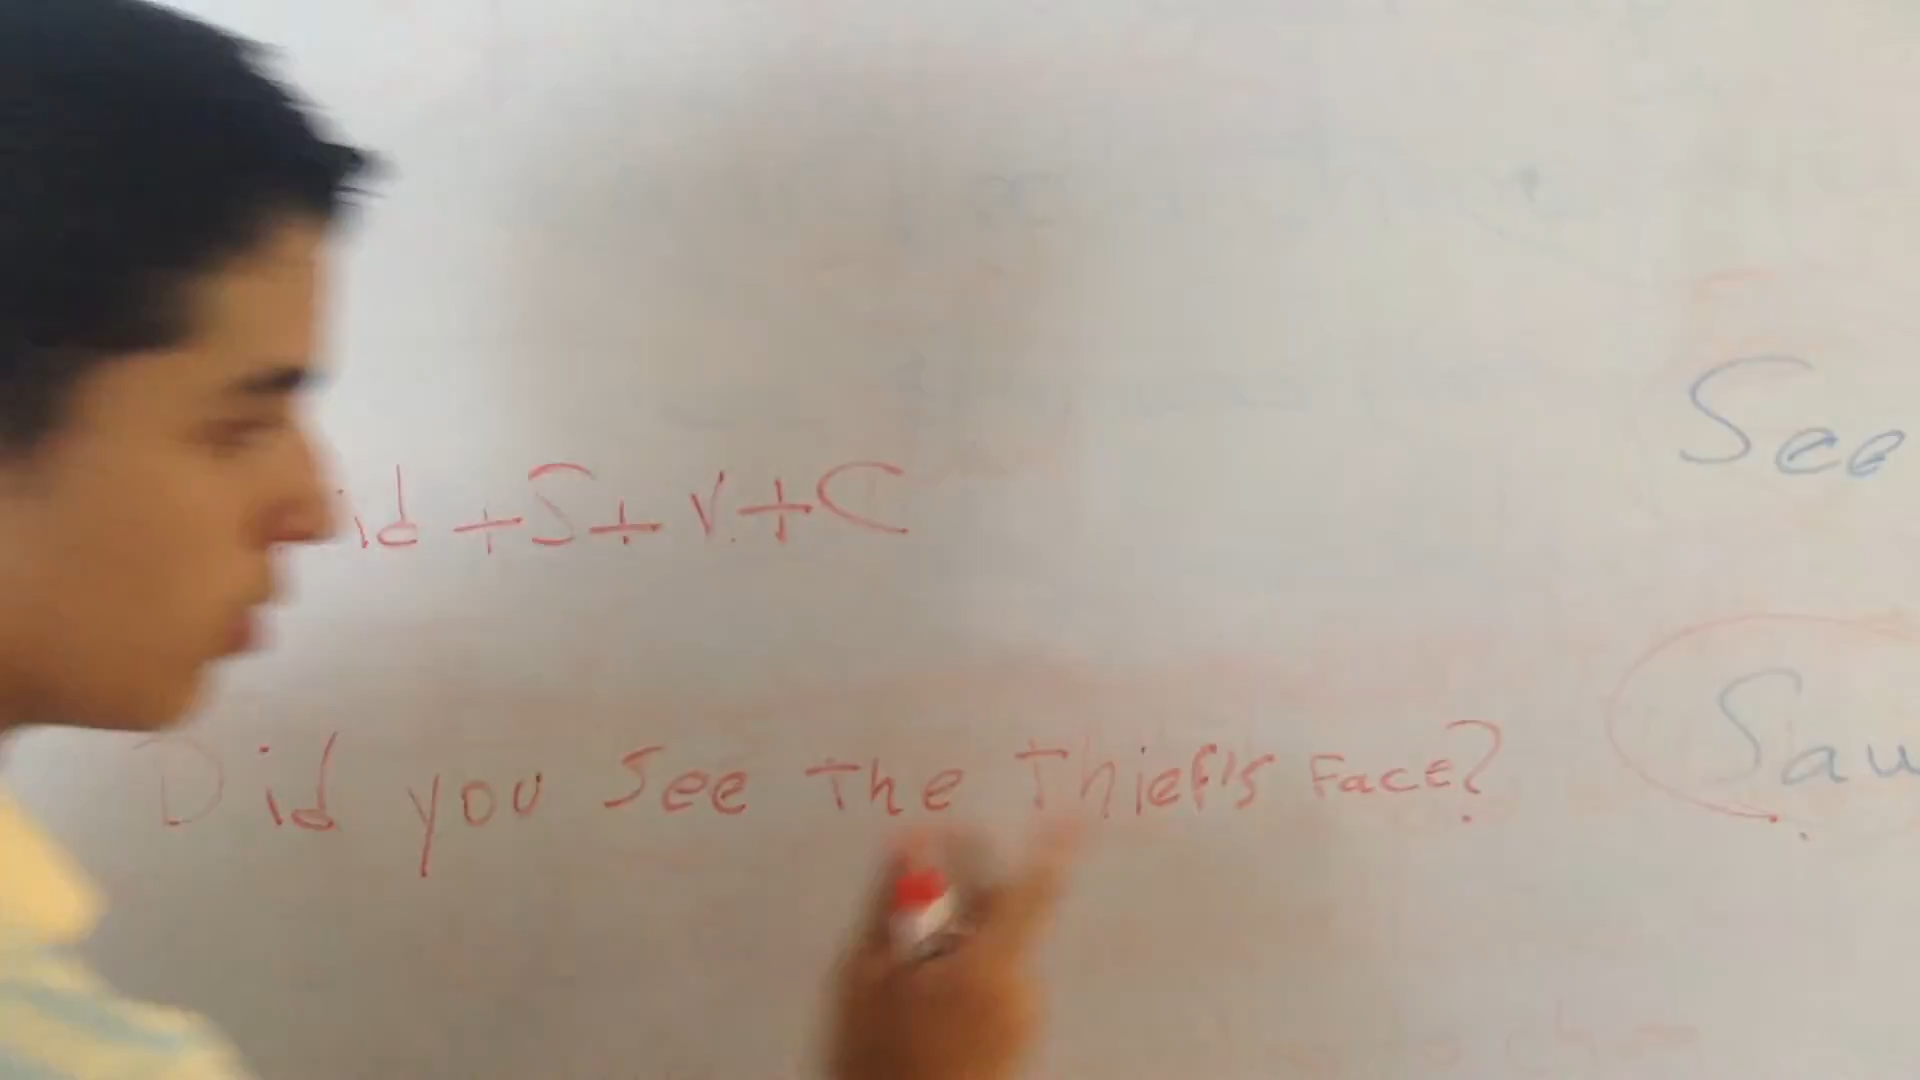 See
id + S + V. + C
Saw
Did you See The Thief's Face?